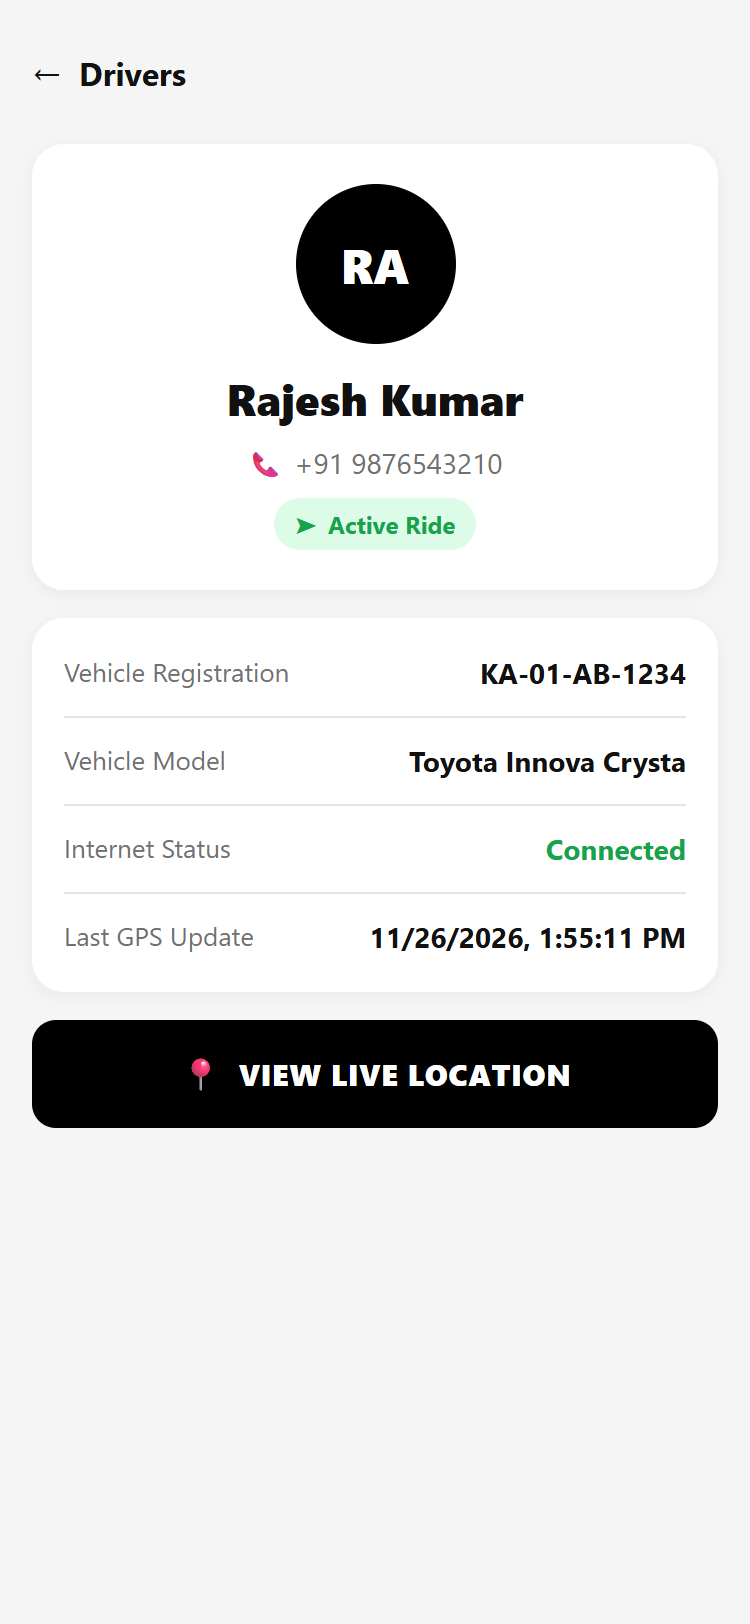 ← Drivers
RA
Rajesh Kumar
📞 +91 9876543210
➤ Active Ride
Vehicle Registration KA-01-AB-1234
Vehicle Model Toyota Innova Crysta
Internet Status Connected
Last GPS Update 11/26/2026, 1:55:11 PM
📍 VIEW LIVE LOCATION